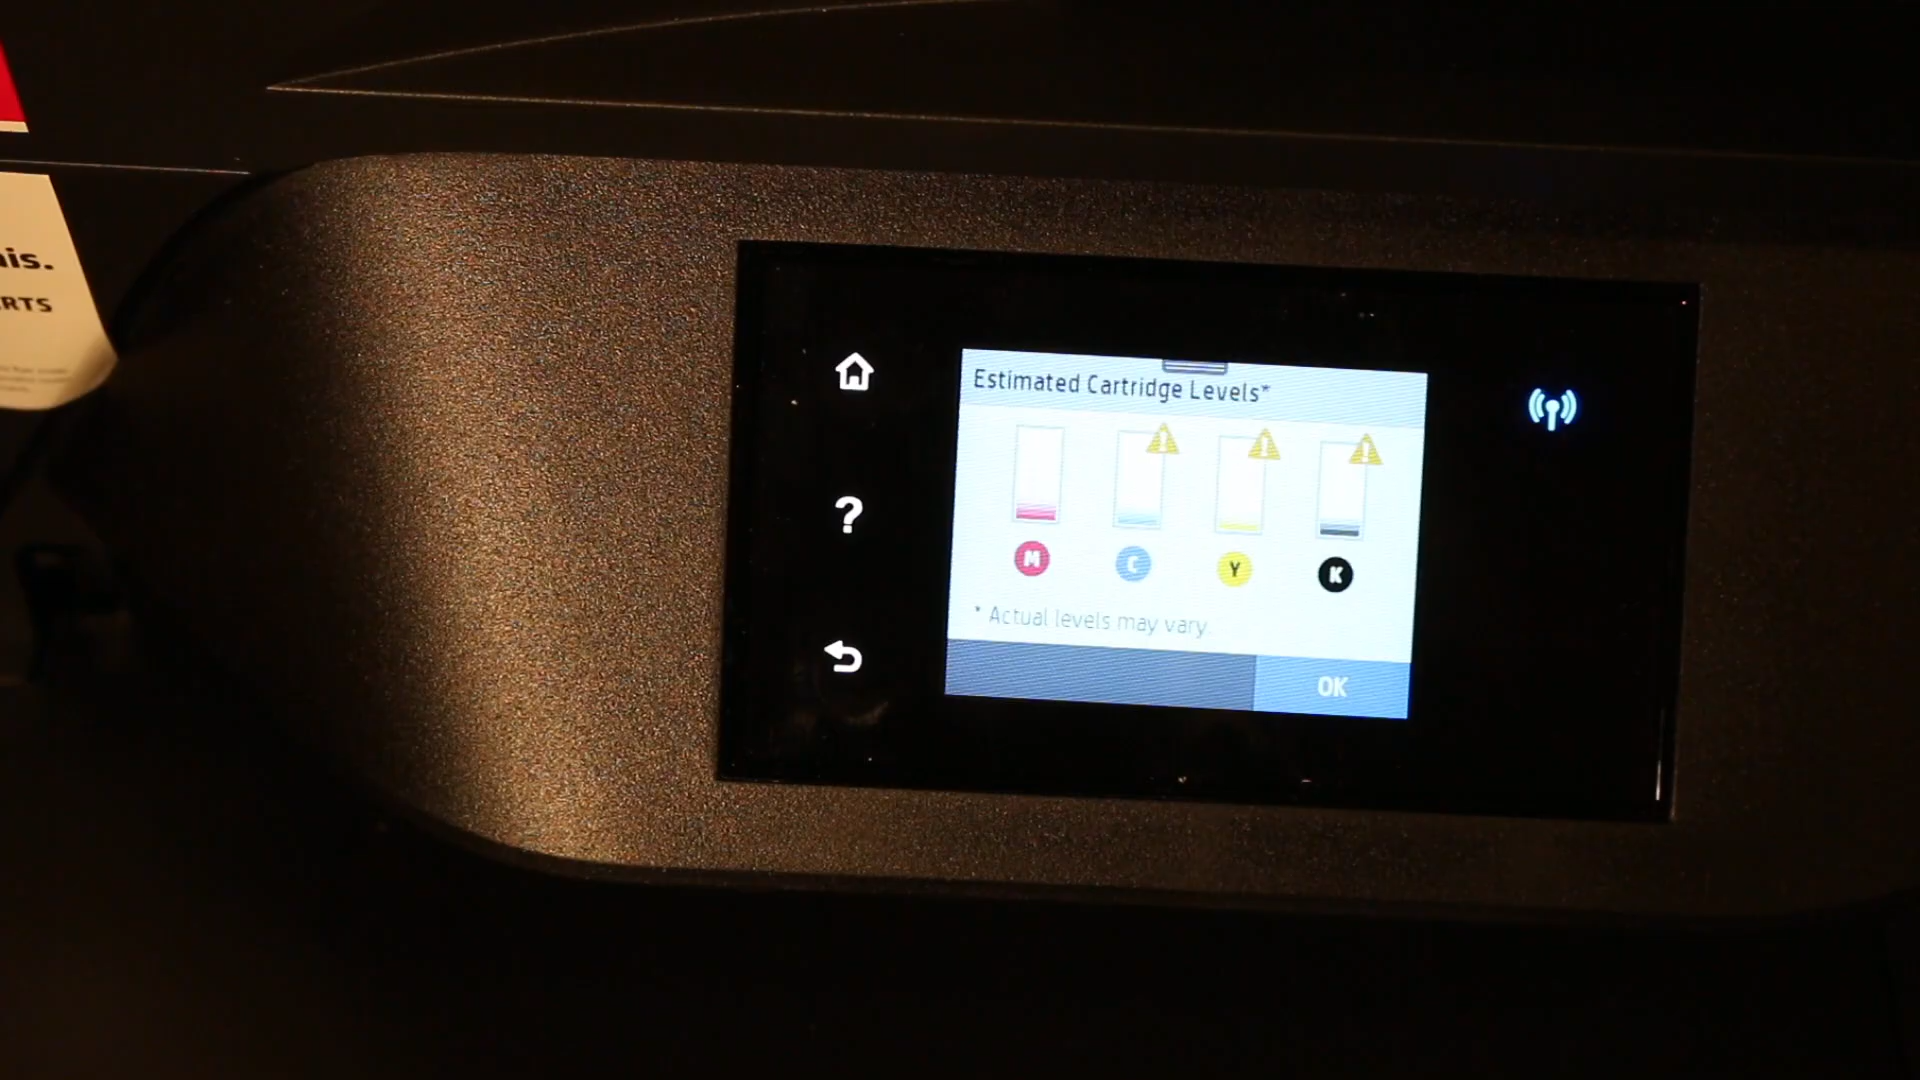 is.
RTS
Estimated Cartridge Levels*
M C Y K
* Actual levels may vary.
OK
?